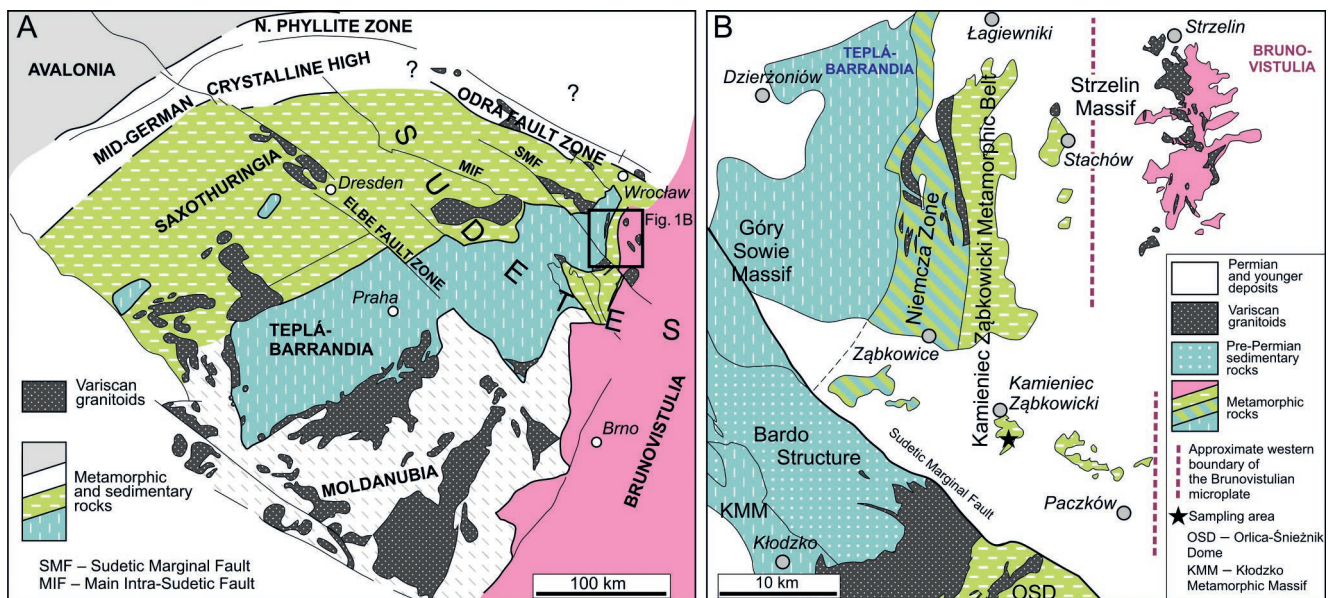 A
N. PHYLLITE ZONE
AVALONIA
MID-GERMAN CRYSTALLINE HIGH
?
?
ODRA FAULT ZONE
SUDETES
SMF
MIF
Wrocław
Dresden
SAXOTHURINGIA
ELBE FAULT ZONE
Fig. 1B
Praha
TEPLÁ-
BARRANDIA
Variscan
granitoids
Brno
BRUNOVISTULIA
MOLDANUBIA
Metamorphic
and sedimentary
rocks
SMF – Sudetic Marginal Fault
MIF – Main Intra-Sudetic Fault
100 km
B
Łagiewniki
Strzelin
TEPLÁ-
BARRANDIA
BRUNO-
VISTULIA
Dzierżoniów
Strzelin
Massif
Stachów
Kamieniec Ząbkowicki Metamorphic Belt
Niemcza Zone
Góry
Sowie
Massif
Ząbkowice
Kamieniec
Ząbkowicki
Bardo
Structure
Sudetic Marginal Fault
Paczków
KMM
Kłodzko
OSD
10 km
Permian
and younger
deposits
Variscan
granitoids
Pre-Permian
sedimentary
rocks
Metamorphic
rocks
Approximate western
boundary of
the Brunovistulian
microplate
Sampling area
OSD – Orlica-Śnieżnik
Dome
KMM – Kłodzko
Metamorphic Massif